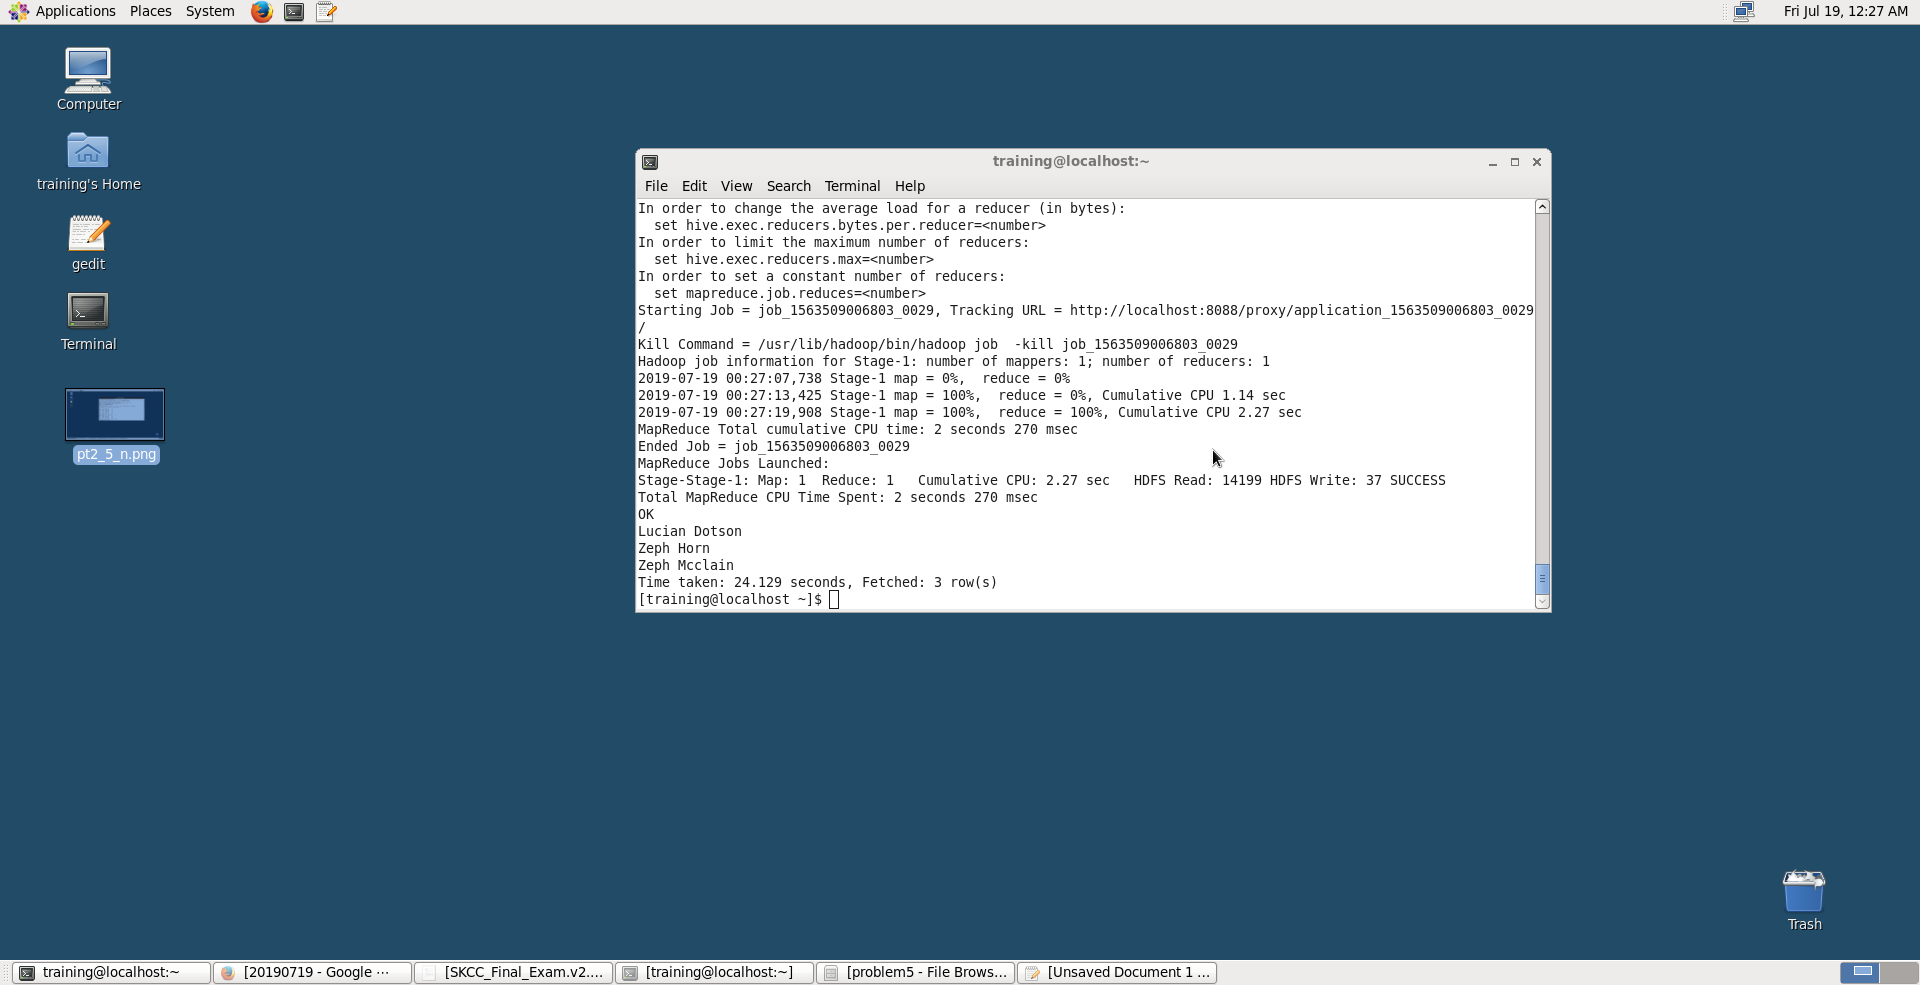 Applications Places System Fri Jul 19, 12:27 AM
Computer
training's Home
gedit
Terminal
pt2_5_n.png
training@localhost:~
File Edit View Search Terminal Help
In order to change the average load for a reducer (in bytes):
  set hive.exec.reducers.bytes.per.reducer=<number>
In order to limit the maximum number of reducers:
  set hive.exec.reducers.max=<number>
In order to set a constant number of reducers:
  set mapreduce.job.reduces=<number>
Starting Job = job_1563509006803_0029, Tracking URL = http://localhost:8088/proxy/application_1563509006803_0029
/
Kill Command = /usr/lib/hadoop/bin/hadoop job  -kill job_1563509006803_0029
Hadoop job information for Stage-1: number of mappers: 1; number of reducers: 1
2019-07-19 00:27:07,738 Stage-1 map = 0%,  reduce = 0%
2019-07-19 00:27:13,425 Stage-1 map = 100%,  reduce = 0%, Cumulative CPU 1.14 sec
2019-07-19 00:27:19,908 Stage-1 map = 100%,  reduce = 100%, Cumulative CPU 2.27 sec
MapReduce Total cumulative CPU time: 2 seconds 270 msec
Ended Job = job_1563509006803_0029
MapReduce Jobs Launched:
Stage-Stage-1: Map: 1  Reduce: 1   Cumulative CPU: 2.27 sec   HDFS Read: 14199 HDFS Write: 37 SUCCESS
Total MapReduce CPU Time Spent: 2 seconds 270 msec
OK
Lucian Dotson
Zeph Horn
Zeph Mcclain
Time taken: 24.129 seconds, Fetched: 3 row(s)
[training@localhost ~]$
Trash
training@localhost:~ [20190719 - Google ··· [SKCC_Final_Exam.v2.... [training@localhost:~] [problem5 - File Brows... [Unsaved Document 1 ...